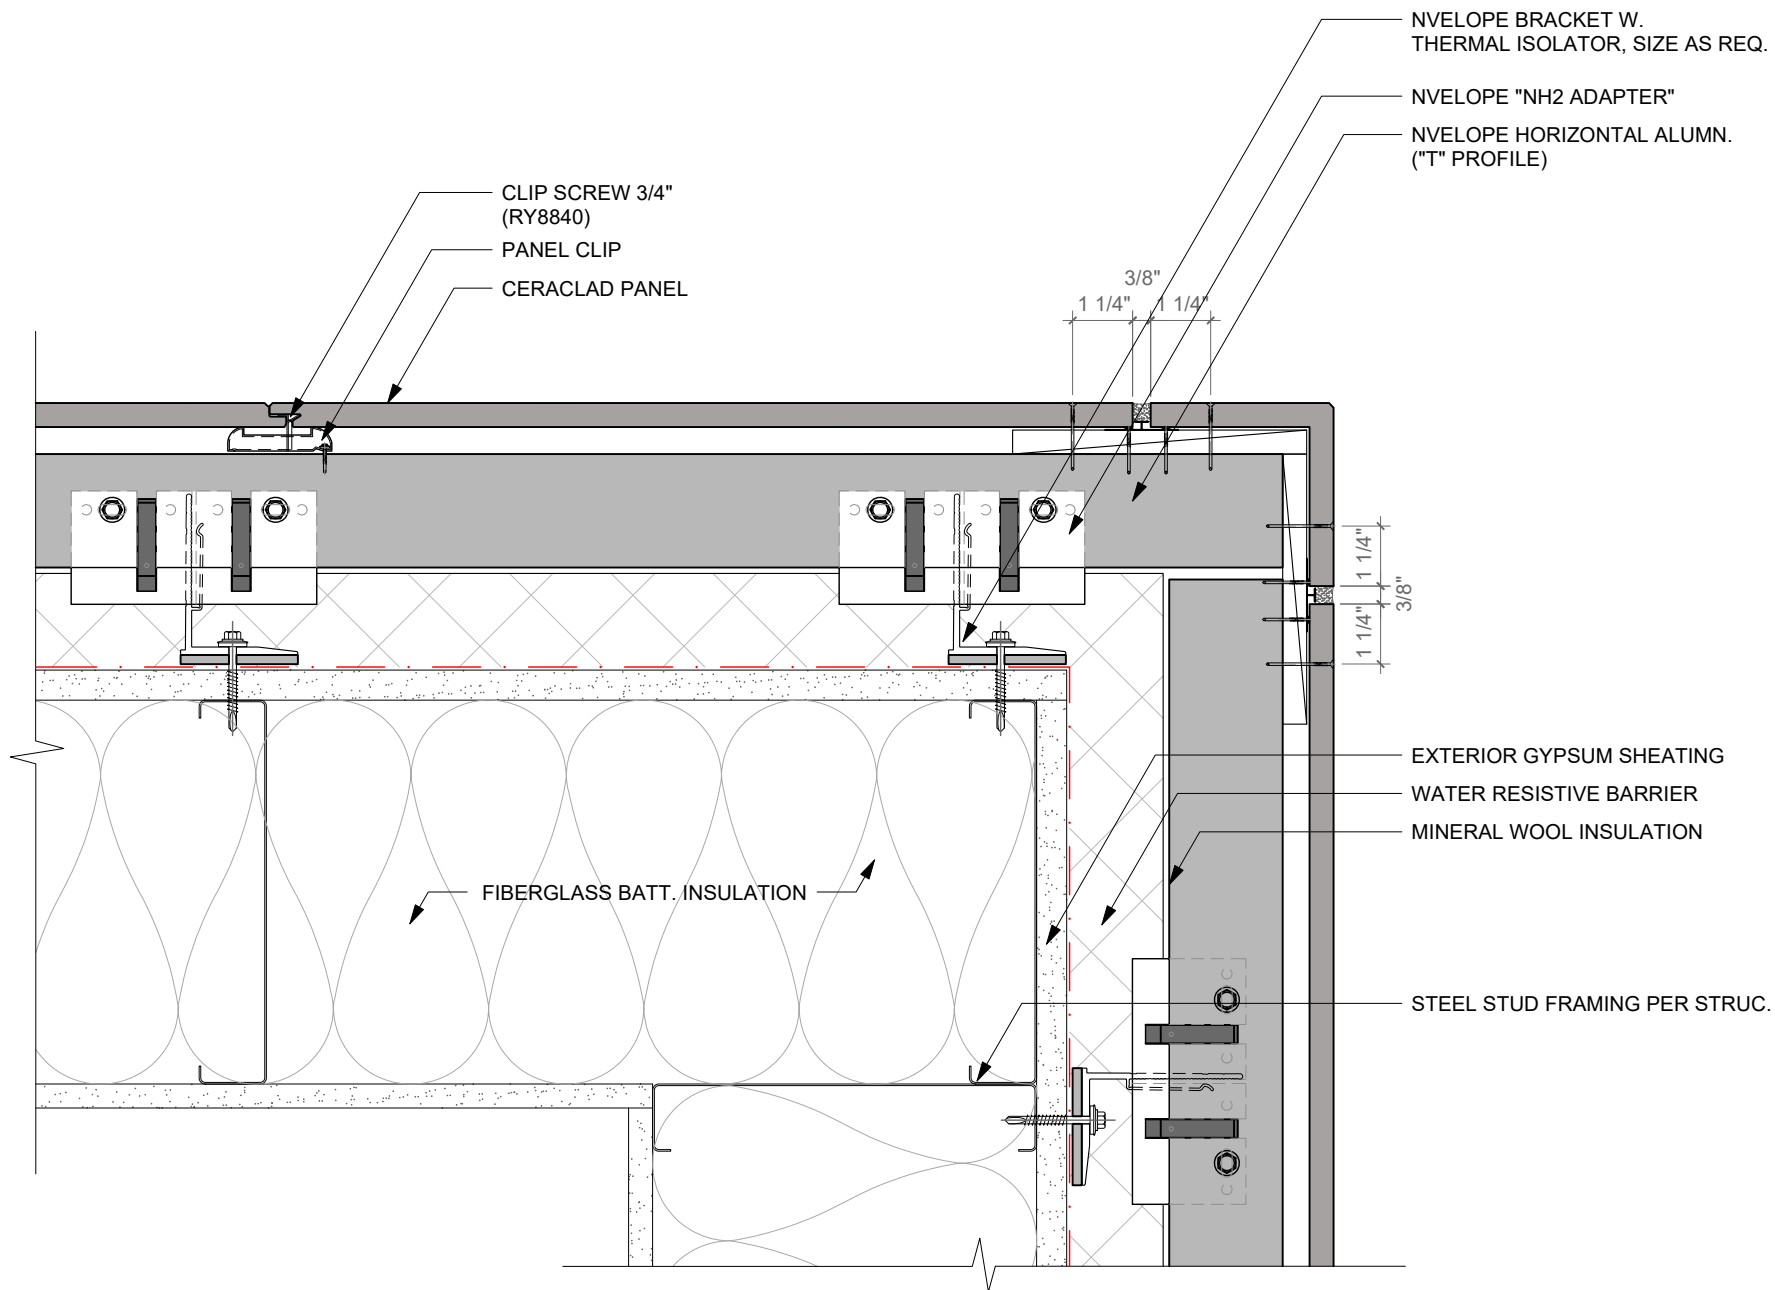 NVELOPE BRACKET W.
THERMAL ISOLATOR, SIZE AS REQ.
NVELOPE "NH2 ADAPTER"
NVELOPE HORIZONTAL ALUMN.
("T" PROFILE)
CLIP SCREW 3/4"
(RY8840)
PANEL CLIP
CERACLAD PANEL
3/8"
1 1/4"
1 1/4"
1 1/4"
3/8"
1 1/4"
EXTERIOR GYPSUM SHEATING
WATER RESISTIVE BARRIER
MINERAL WOOL INSULATION
FIBERGLASS BATT. INSULATION
STEEL STUD FRAMING PER STRUC.